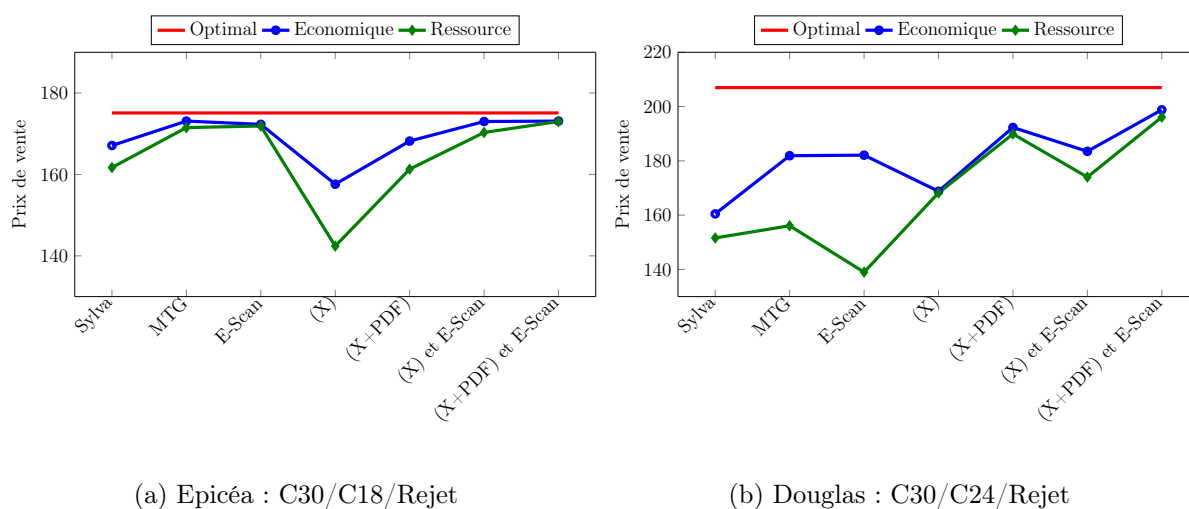 Optimal Economique Ressource
180
160
140
Prix de vente
Sylva
MTG
E-Scan
(X)
(X+PDF)
(X) et E-Scan
(X+PDF) et E-Scan
(a) Epicéa : C30/C18/Rejet
Optimal Economique Ressource
220
200
180
160
140
Prix de vente
Sylva
MTG
E-Scan
(X)
(X+PDF)
(X) et E-Scan
(X+PDF) et E-Scan
(b) Douglas : C30/C24/Rejet